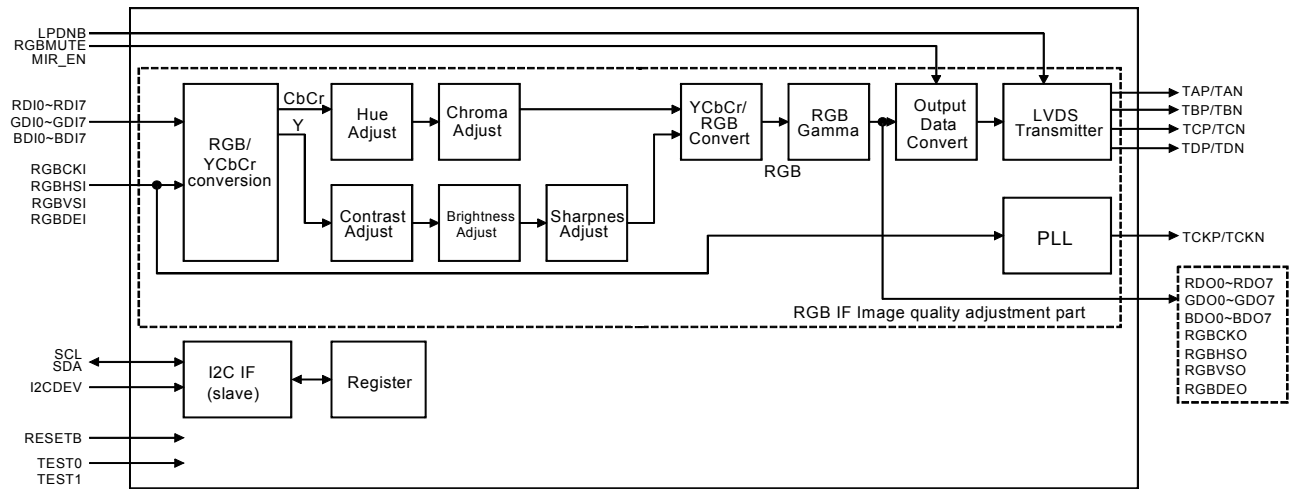 LPDNB
RGBMUTE
MIR_EN
RDI0~RDI7
GDI0~GDI7
BDI0~BDI7
RGBCKI
RGBHSI
RGBVSI
RGBDEI
RGB/
YCbCr
conversion
CbCr
Y
Hue
Adjust
Chroma
Adjust
Contrast
Adjust
Brightness
Adjust
Sharpnes
Adjust
YCbCr/
RGB
Convert
RGB
Gamma
RGB
Output
Data
Convert
LVDS
Transmitter
PLL
TAP/TAN
TBP/TBN
TCP/TCN
TDP/TDN
TCKP/TCKN
RGB IF Image quality adjustment part
RDO0~RDO7
GDO0~GDO7
BDO0~BDO7
RGBCKO
RGBHSO
RGBVSO
RGBDEO
SCL
SDA
I2CDEV
I2C IF
(slave)
Register
RESETB
TEST0
TEST1